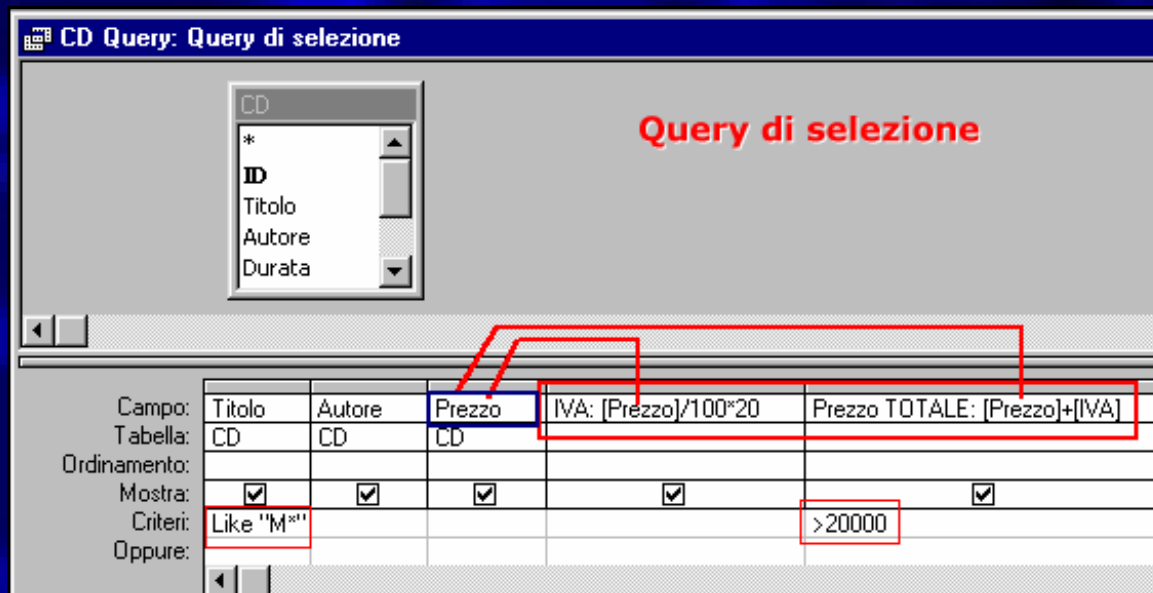 CD Query: Query di selezione
CD
Query di selezione
*
ID
Titolo
Autore
Durata
Campo: Titolo Autore Prezzo IVA: [Prezzo]/100*20 Prezzo TOTALE: [Prezzo]+[IVA]
Tabella: CD CD CD
Ordinamento:
Mostra:
Criteri: Like "M*" >20000
Oppure: